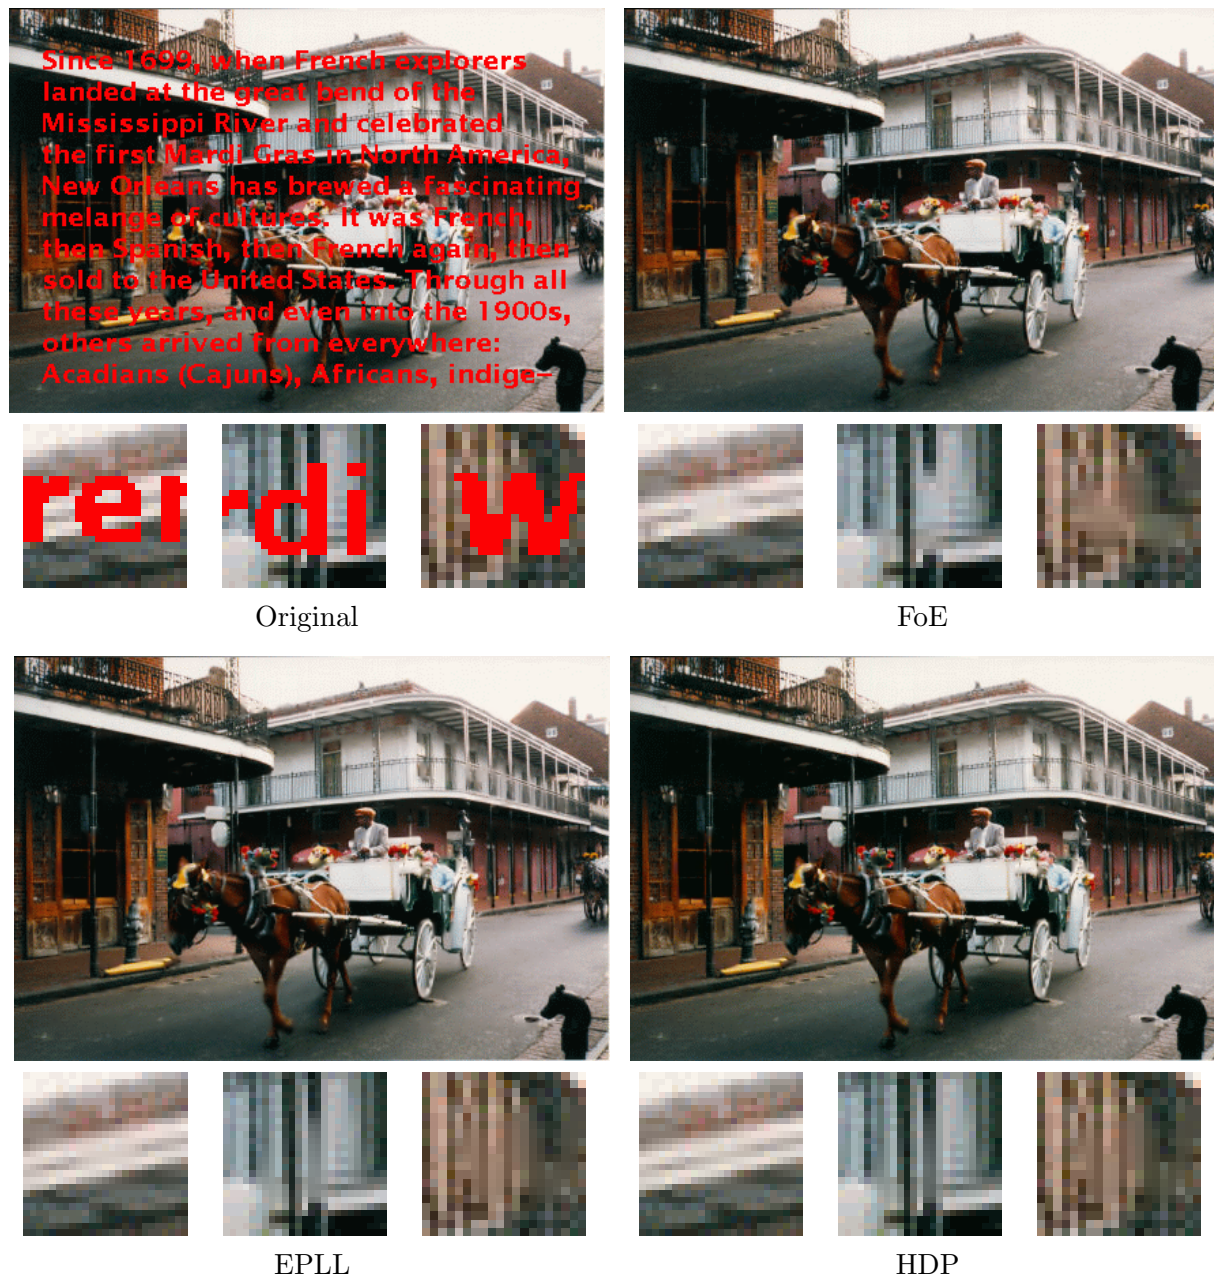 Since 1699, when French explorers
landed at the great bend of the
Mississippi River and celebrated
the first Mardi Gras in North America,
New Orleans has brewed a fascinating
melange of cultures. It was French,
then Spanish, then French again, then
sold to the United States. Through all
these years, and even into the 1900s,
others arrived from everywhere:
Acadians (Cajuns), Africans, indige-
rer
rdi
w
Original
FoE
EPLL
HDP